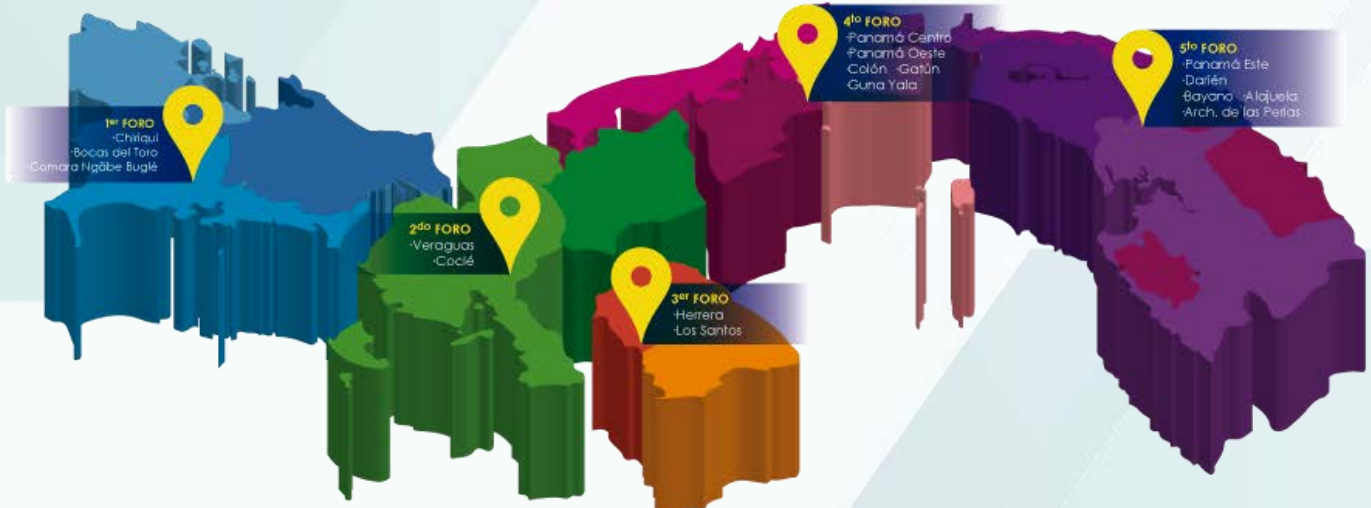 1er FORO
·Chiriquí
·Bocas del Toro
·Comarca Ngäbe Buglé
2do FORO
·Veraguas
·Coclé
3er FORO
·Herrera
·Los Santos
4to FORO
·Panamá Centro
·Panamá Oeste
·Colón ·Gatún
·Guna Yala
5to FORO
·Panamá Este
·Darién
·Bayano ·Alajuela
·Arch. de las Perlas